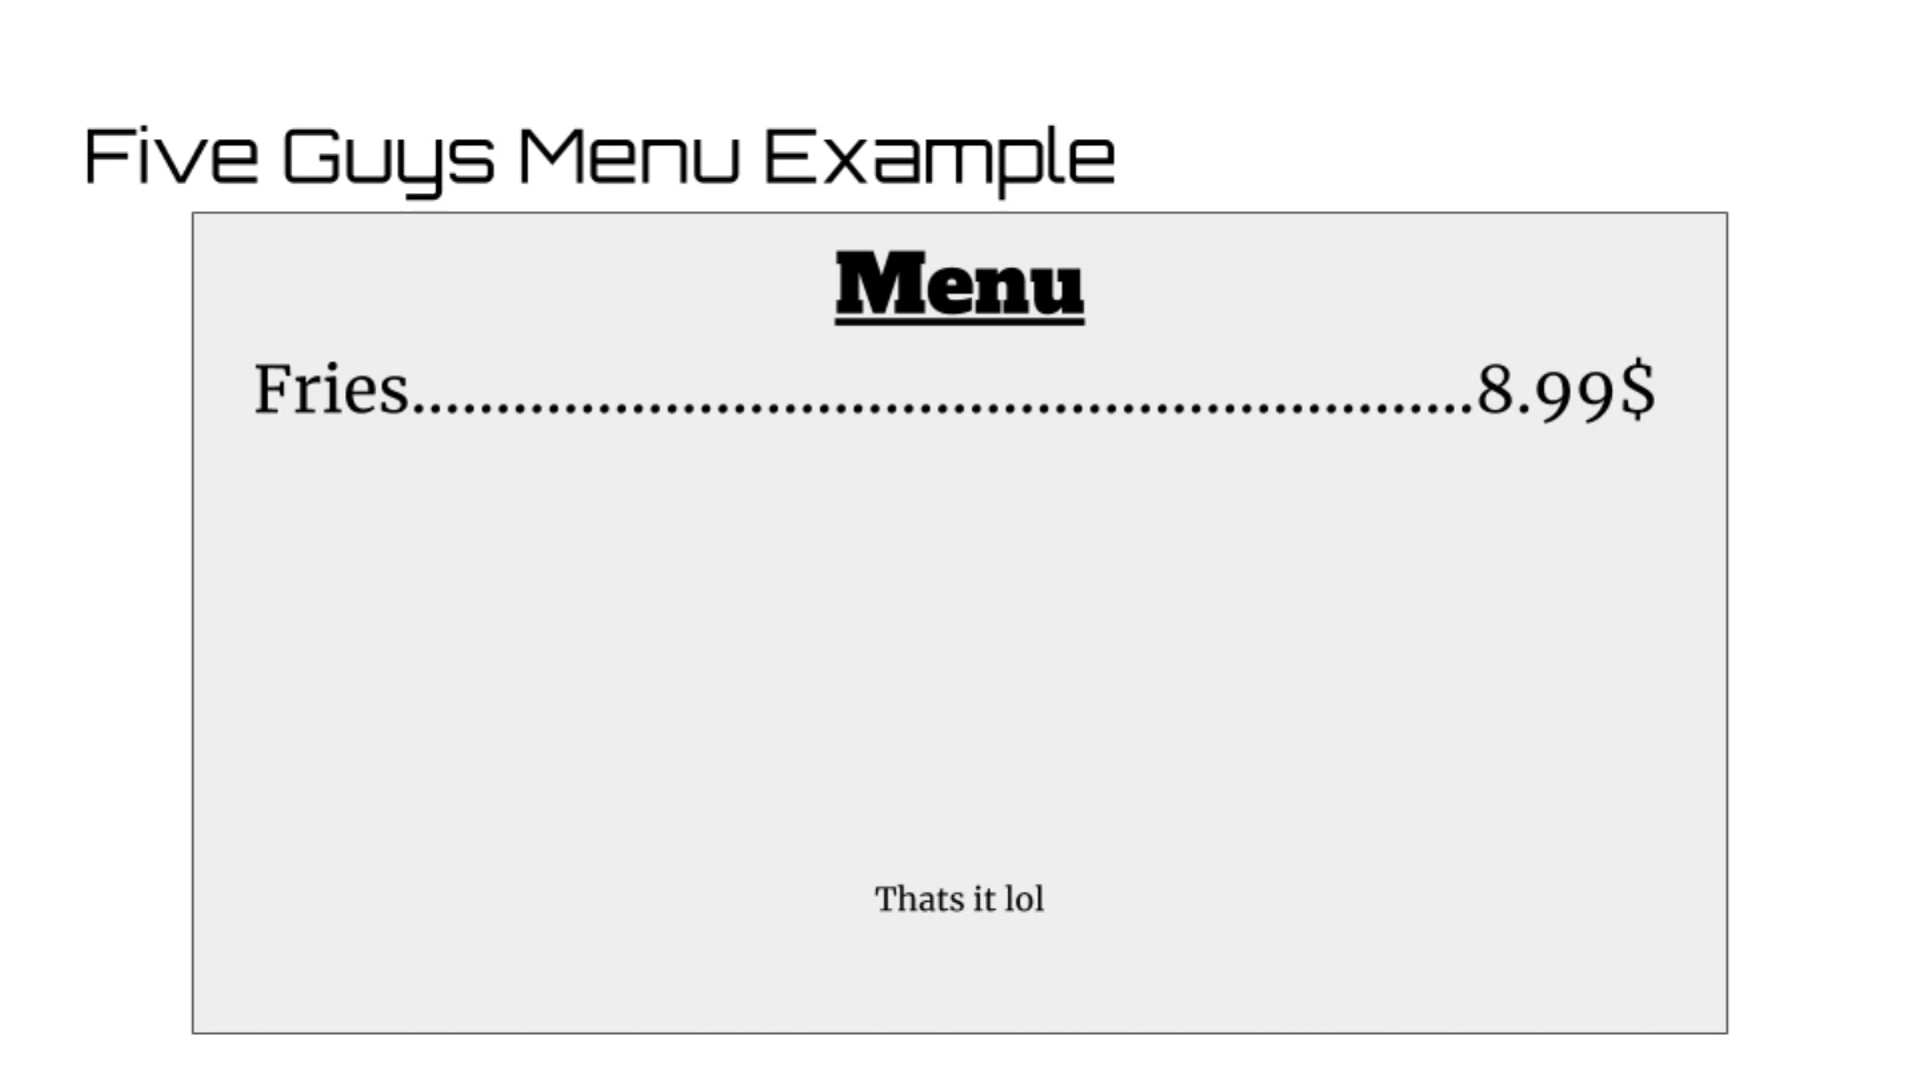 Five Guys Menu Example
Menu
Fries...............................................................8.99$
Thats it lol